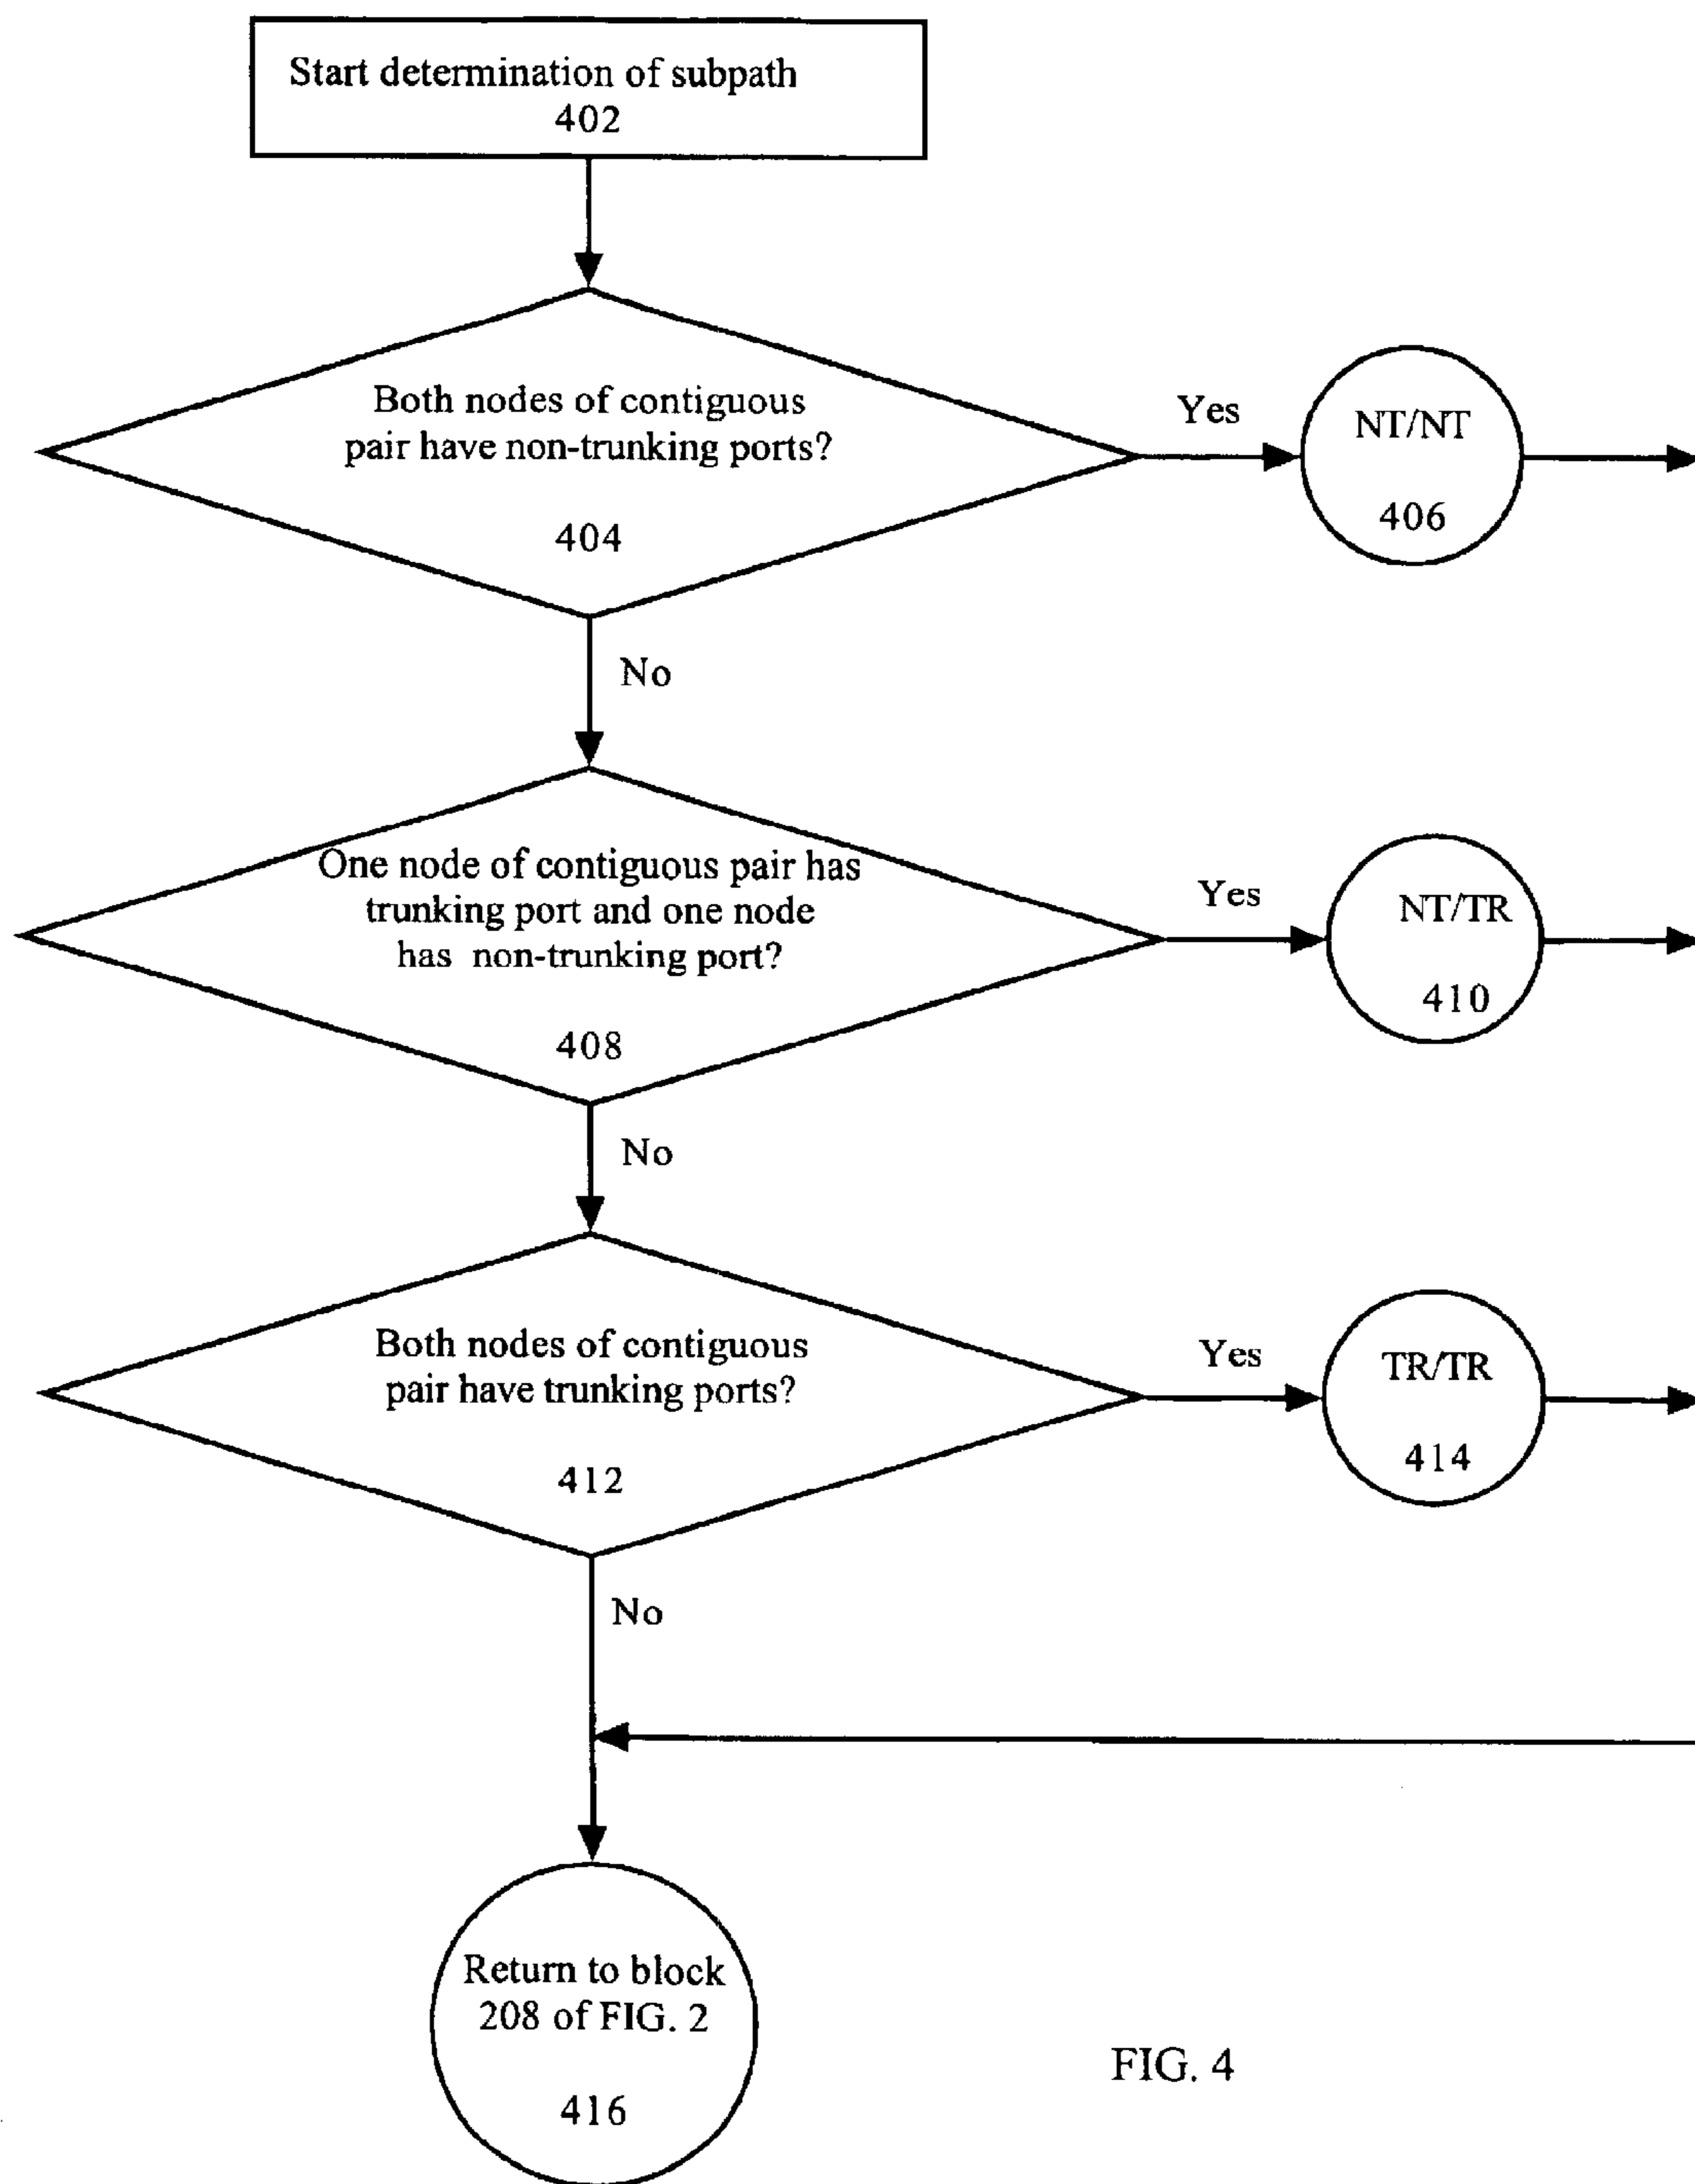 Start determination of subpath
402
Both nodes of contiguous
pair have non-trunking ports?
404
Yes
NT/NT
406
No
One node of contiguous pair has
trunking port and one node
has non-trunking port?
408
Yes
NT/TR
410
No
Both nodes of contiguous
pair have trunking ports?
412
Yes
TR/TR
414
No
Return to block
208 of FIG. 2
416
FIG. 4